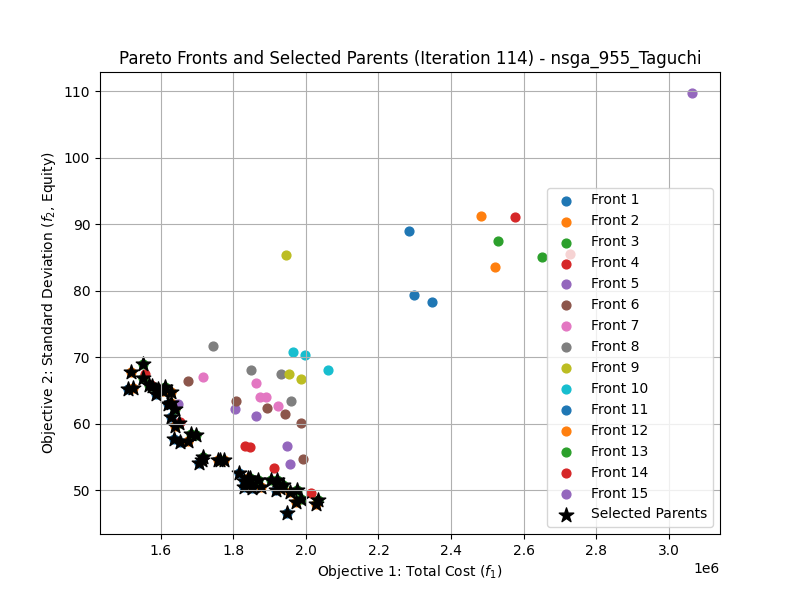 Pareto Fronts and Selected Parents (Iteration 114) - nsga_955_Taguchi
Objective 2: Standard Deviation (f₂, Equity)
110
100
90
80
70
60
50
1.6 1.8 2.0 2.2 2.4 2.6 2.8 3.0
1e6
Objective 1: Total Cost (f₁)
Front 1
Front 2
Front 3
Front 4
Front 5
Front 6
Front 7
Front 8
Front 9
Front 10
Front 11
Front 12
Front 13
Front 14
Front 15
Selected Parents